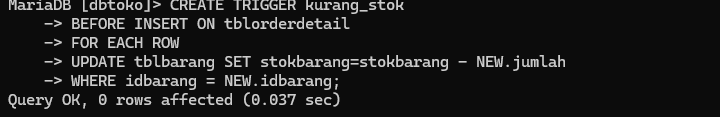 MariaDB [dbtoko]> CREATE TRIGGER kurang_stok
    -> BEFORE INSERT ON tblorderdetail
    -> FOR EACH ROW
    -> UPDATE tblbarang SET stokbarang=stokbarang - NEW.jumlah
    -> WHERE idbarang = NEW.idbarang;
Query OK, 0 rows affected (0.037 sec)